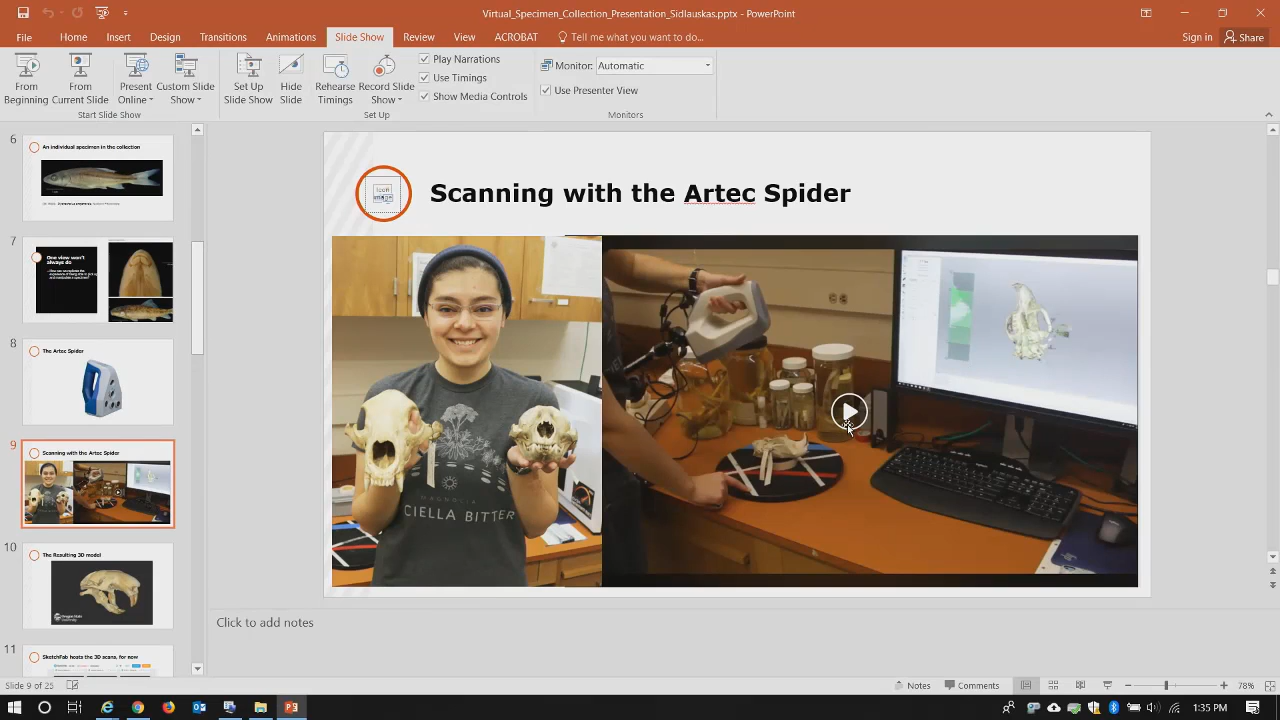 Virtual_Specimen_Collection_Presentation_Sidlauskas.pptx - PowerPoint
File Home Insert Design Transitions Animations Slide Show Review View ACROBAT Tell me what you want to do... Sign in Share
From Beginning
From Current Slide
Present Online
Custom Slide Show
Start Slide Show
Set Up Slide Show
Hide Slide
Rehearse Timings
Record Slide Show
Play Narrations
Use Timings
Show Media Controls
Set Up
Monitor: Automatic
Use Presenter View
Monitors
6
An individual specimen in the collection
7
One view won't always do
8
The Artec Spider
9
Scanning with the Artec Spider
10
The Resulting 3D model
Oregon State
University
11
SketchFab hosts the 3D scans, for now
Scanning with the Artec Spider
MAGNOLIA
CIELLA BITTER
Click to add notes
Slide 9 of 25
Notes
Comments
78%
1:35 PM